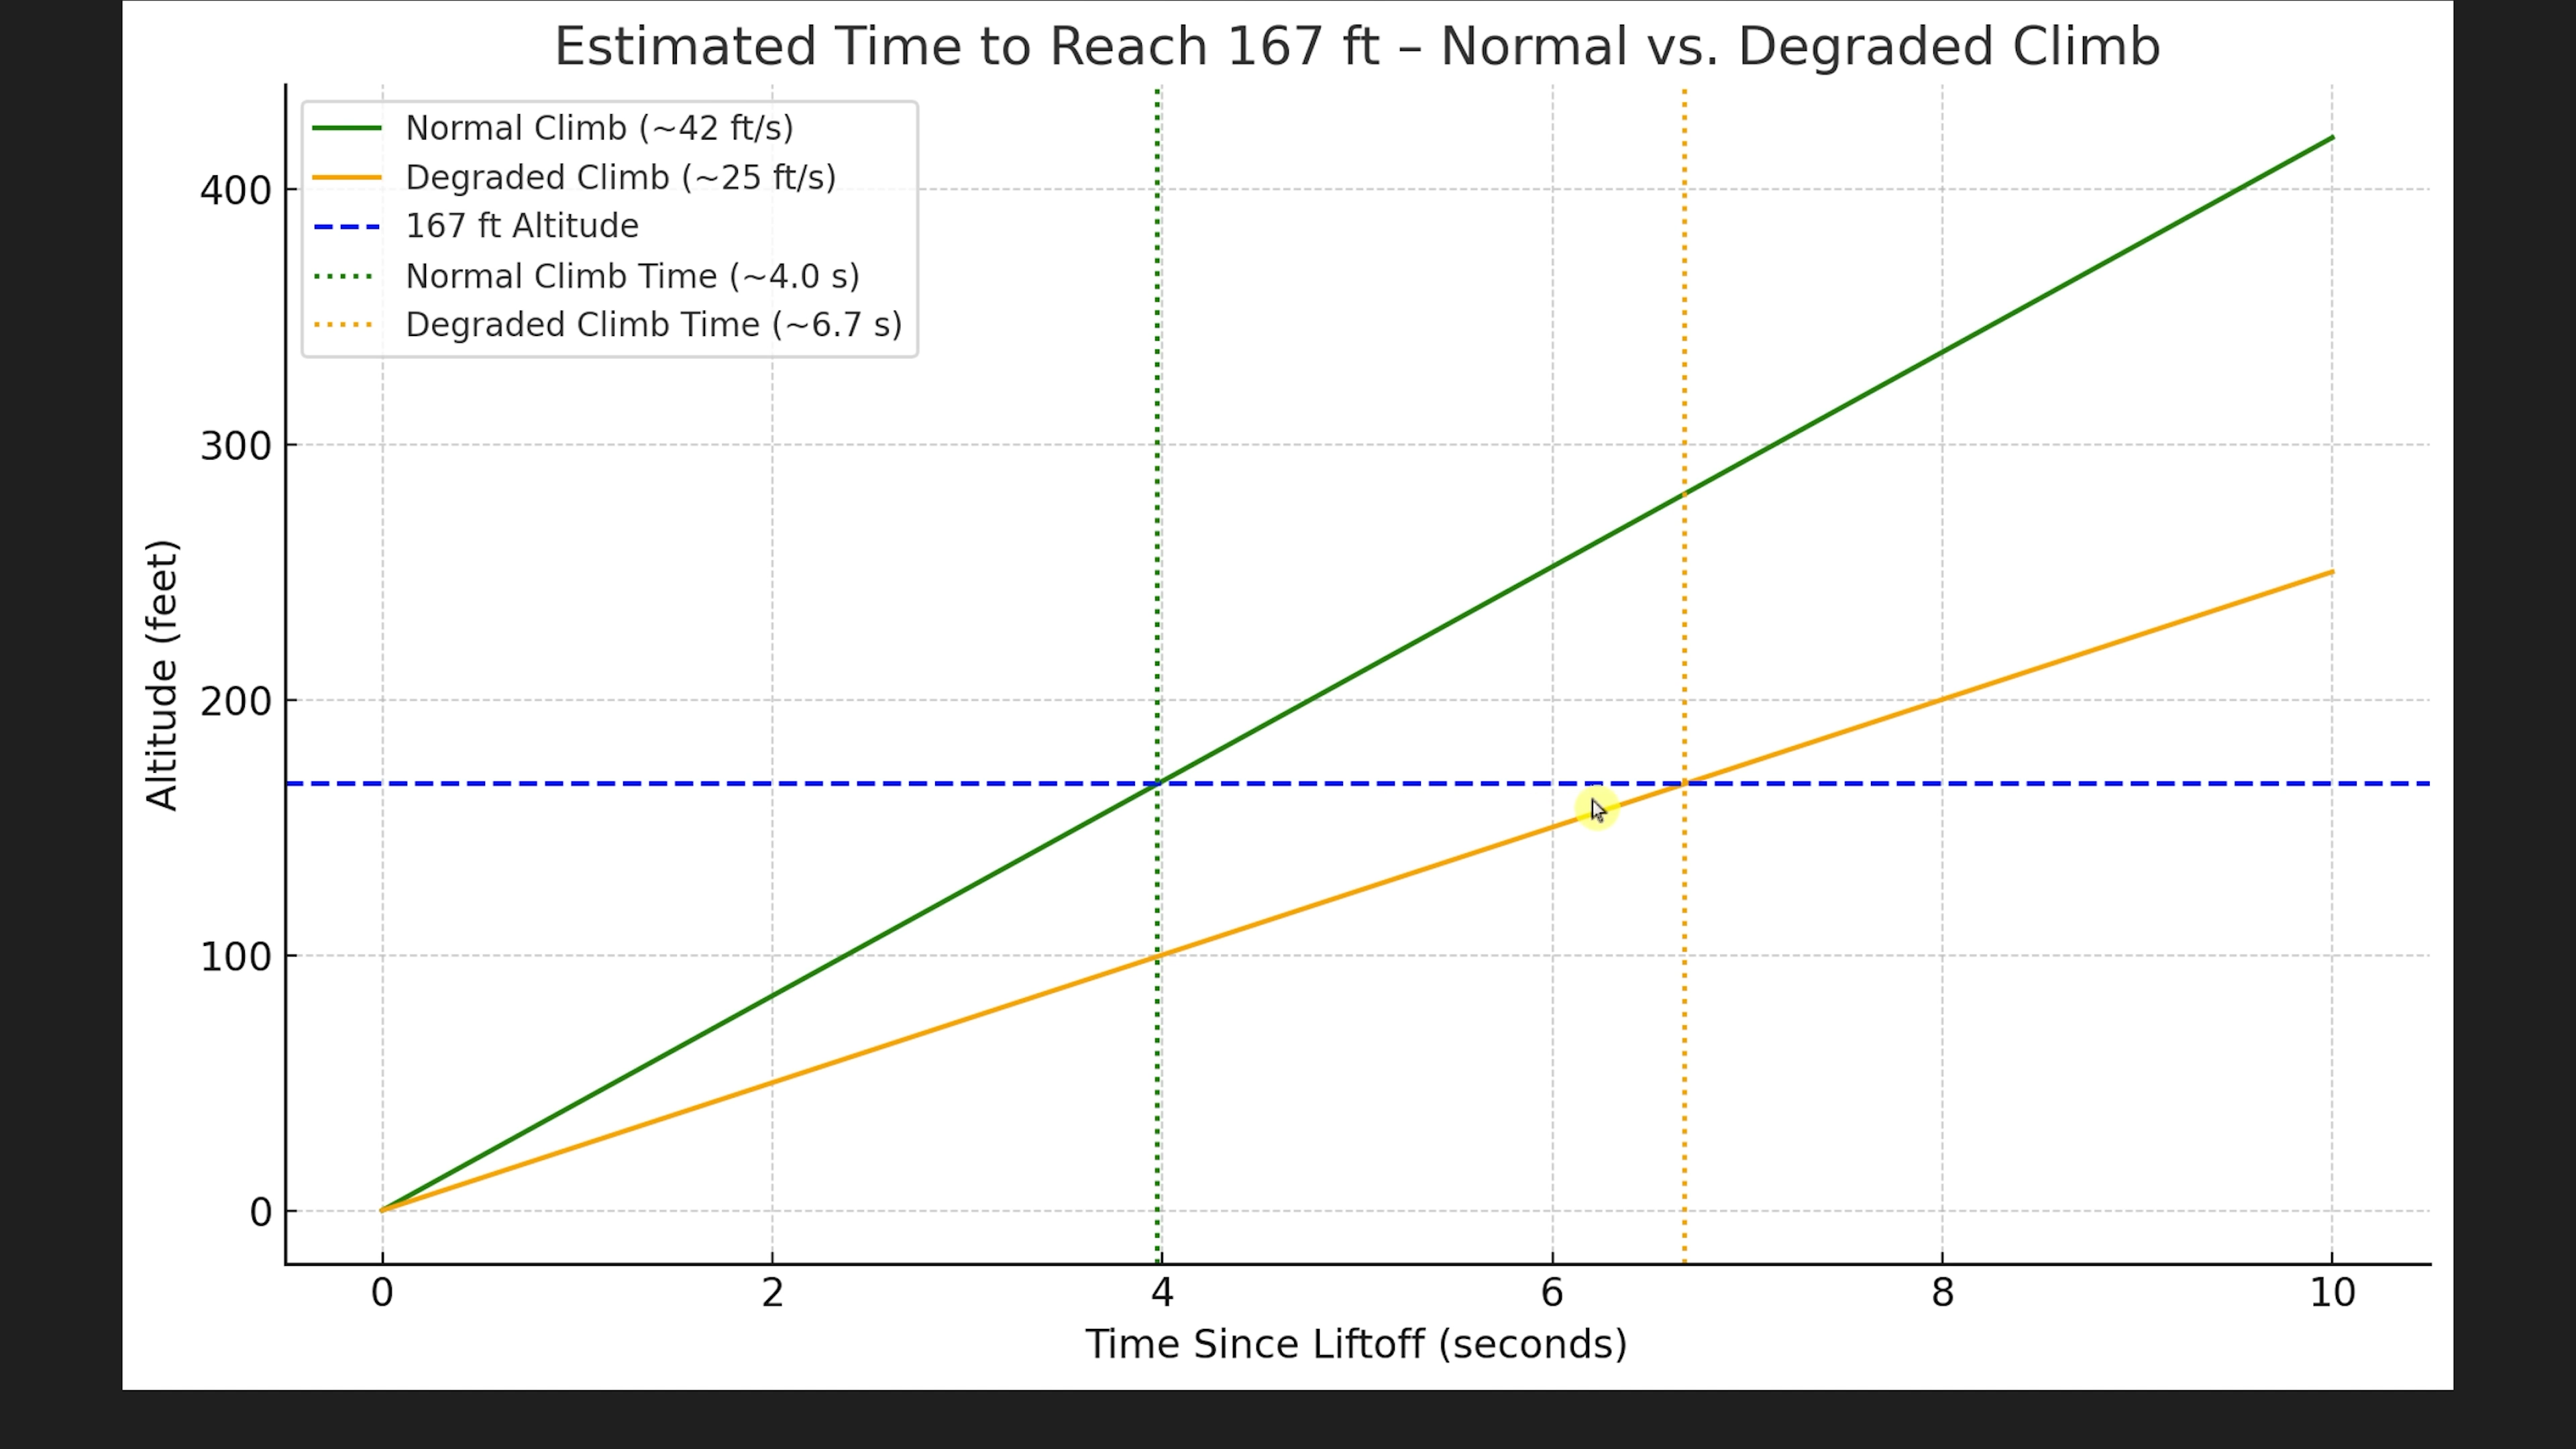 Estimated Time to Reach 167 ft – Normal vs. Degraded Climb
Normal Climb (~42 ft/s)
Degraded Climb (~25 ft/s)
167 ft Altitude
Normal Climb Time (~4.0 s)
Degraded Climb Time (~6.7 s)
400
300
200
100
0
Altitude (feet)
0 2 4 6 8 10
Time Since Liftoff (seconds)